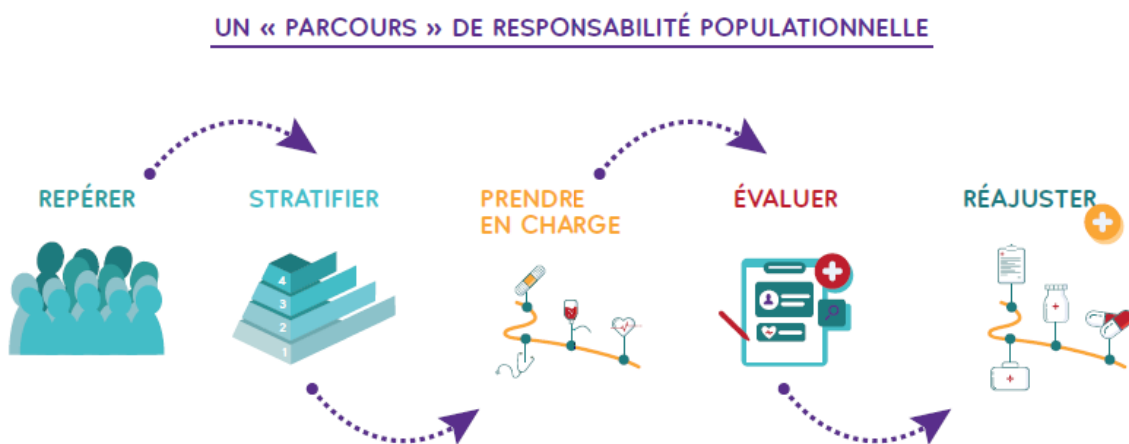 UN « PARCOURS » DE RESPONSABILITÉ POPULATIONNELLE
REPÉRER
STRATIFIER
PRENDRE
EN CHARGE
ÉVALUER
RÉAJUSTER
4
3
2
1